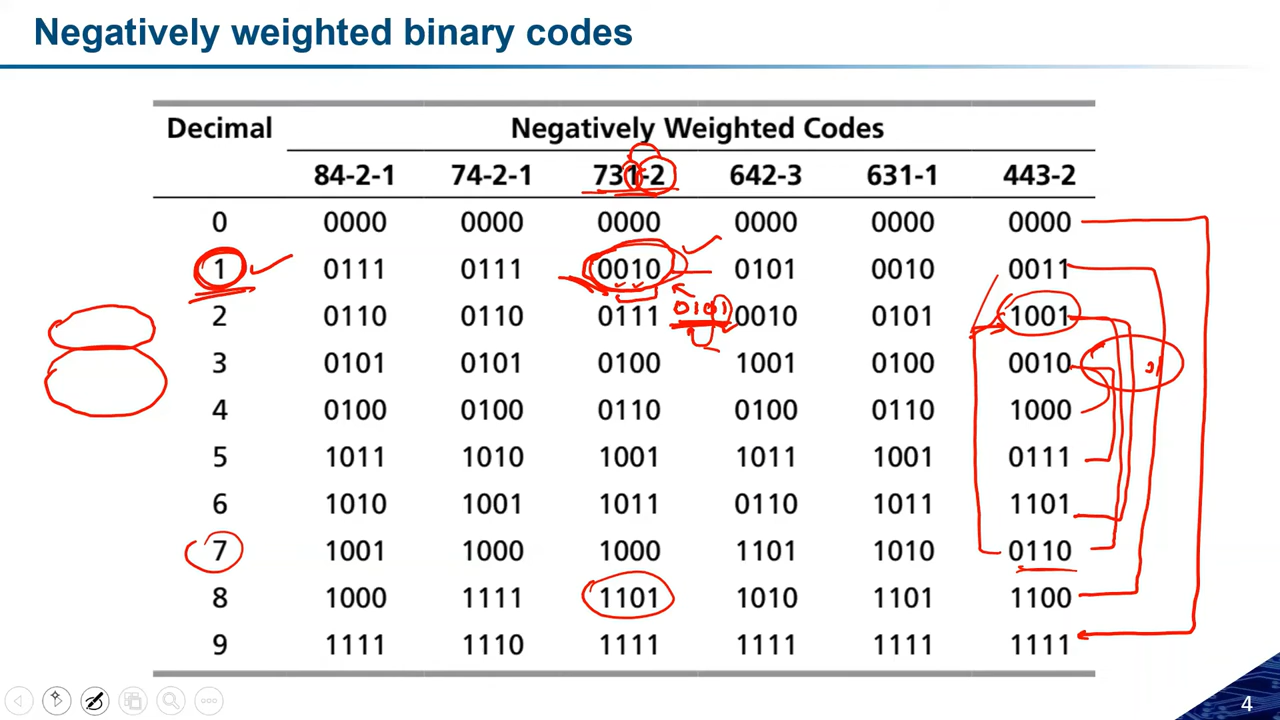 Negatively weighted binary codes
Decimal Negatively Weighted Codes
84-2-1 74-2-1 731-2 642-3 631-1 443-2
0 0000 0000 0000 0000 0000 0000
1 0111 0111 0010 0101 0010 0011
0101
2 0110 0110 0111 0010 0101 1001
3 0101 0101 0100 1001 0100 0010
4 0100 0100 0110 0100 0110 1000
5 1011 1010 1001 1011 1001 0111
6 1010 1001 1011 0110 1011 1101
7 1001 1000 1000 1101 1010 0110
8 1000 1111 1101 1010 1101 1100
9 1111 1110 1111 1111 1111 1111
4